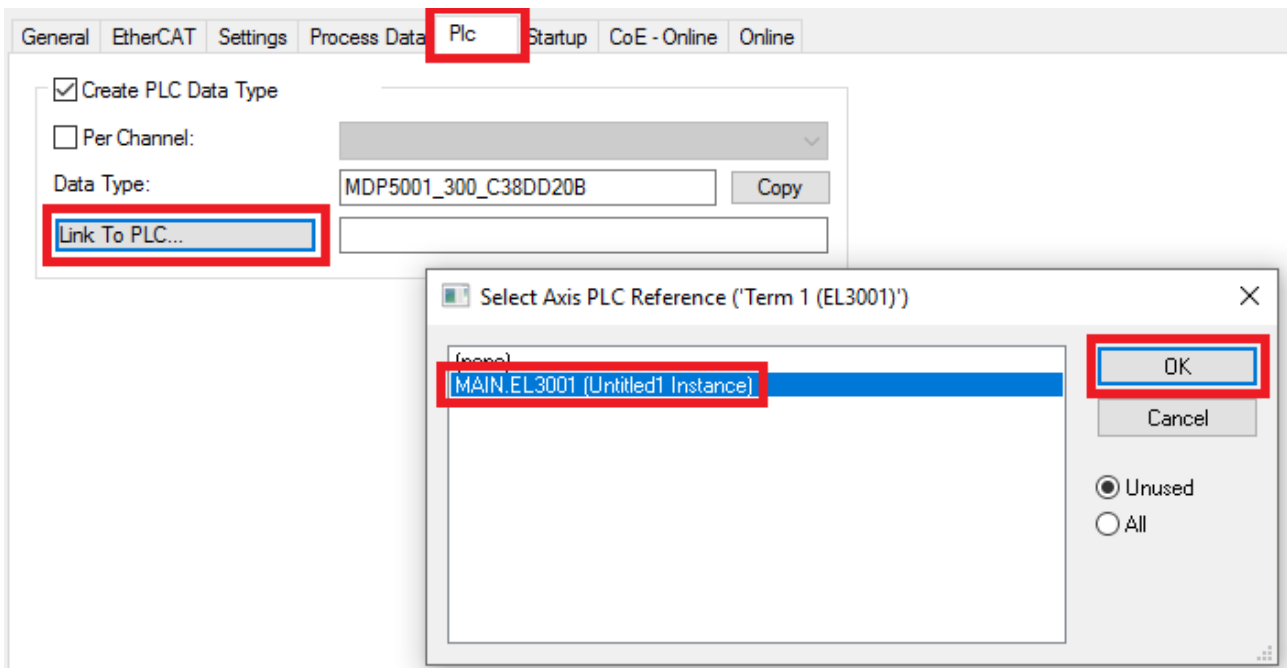 General EtherCAT Settings Process Data Plc Startup CoE - Online Online
Create PLC Data Type
Per Channel:
Data Type: MDP5001_300_C38DD20B Copy
Link To PLC...
Select Axis PLC Reference ('Term 1 (EL3001)')
(none)
MAIN.EL3001 (Untitled1 Instance)
OK
Cancel
Unused
All